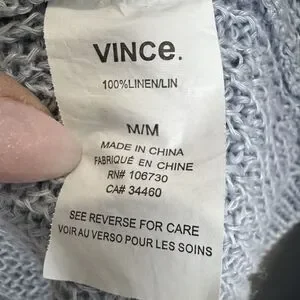 VINCE.
100%LINEN/LIN
M/M
MADE IN CHINA
FABRIQUÉ EN CHINE
RN# 106730
CA# 34460
SEE REVERSE FOR CARE
VOIR AU VERSO POUR LES SOINS